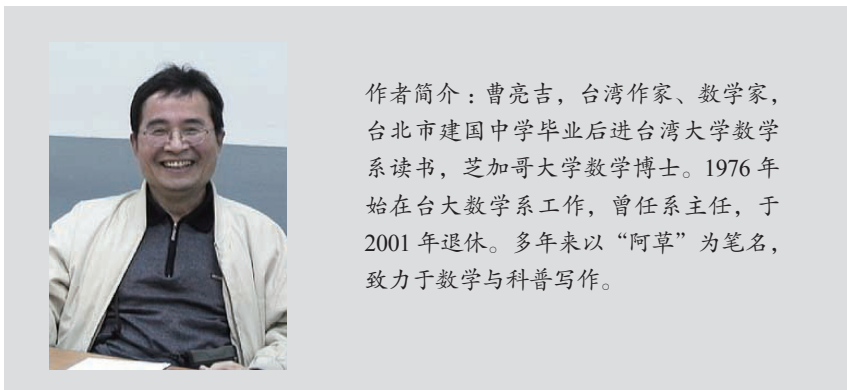 作者简介：曹亮吉，台湾作家、数学家，
台北市建国中学毕业后进台湾大学数学
系读书，芝加哥大学数学博士。1976 年
始在台大数学系工作，曾任系主任，于
2001 年退休。多年来以“阿草”为笔名，
致力于数学与科普写作。